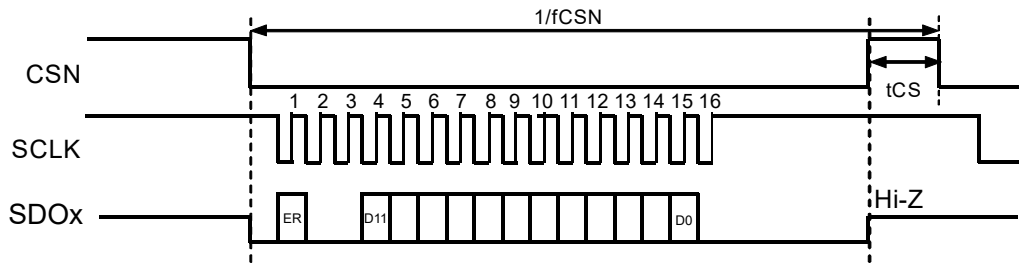 1/fCSN
CSN
tCS
1 2 3 4 5 6 7 8 9 10 11 12 13 14 15 16
SCLK
Hi-Z
SDOx
ER D11 D0